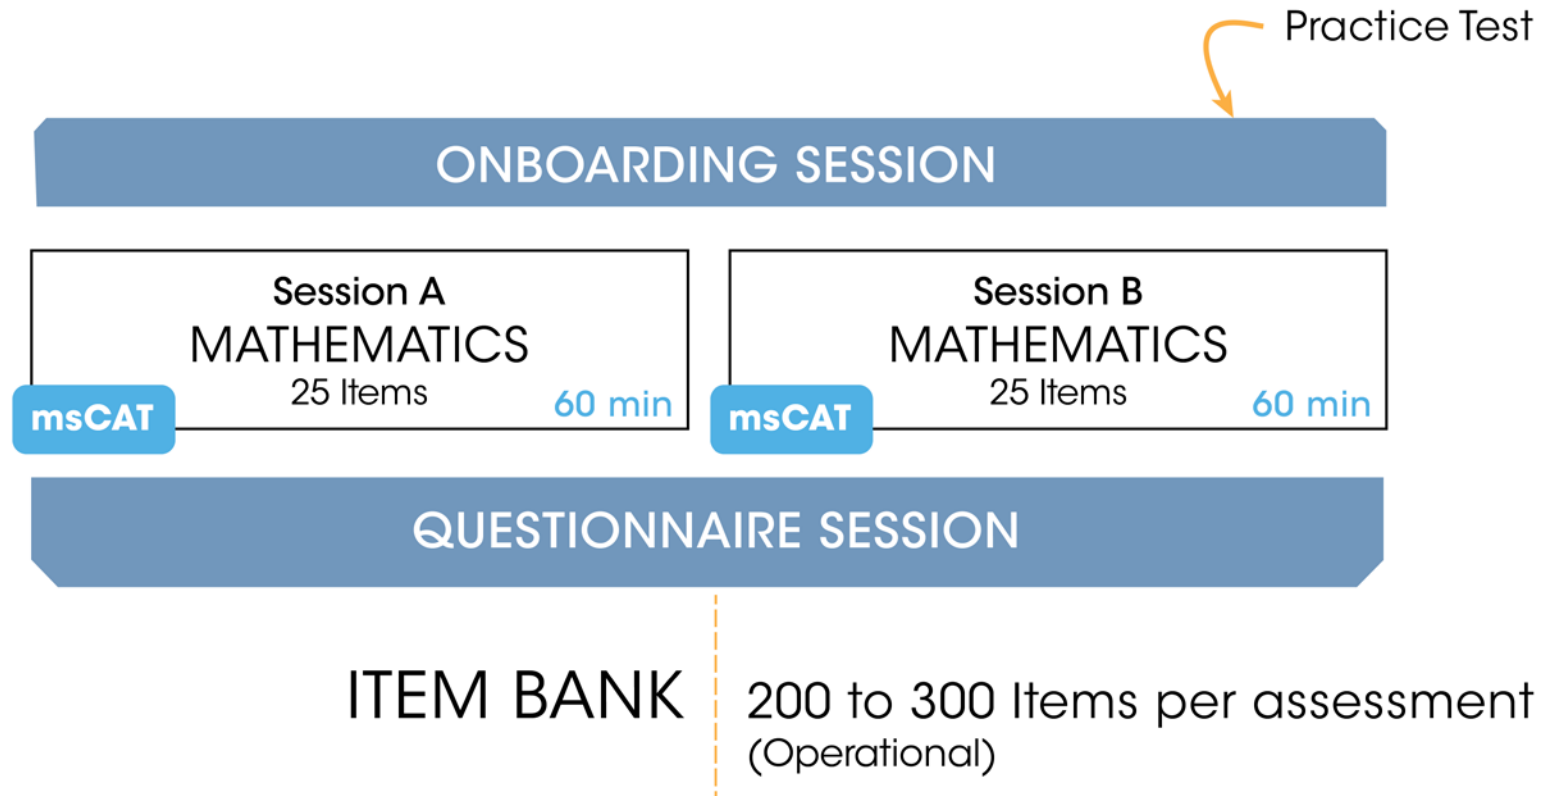 Practice Test
ONBOARDING SESSION
Session A
MATHEMATICS
25 Items
60 min
msCAT
Session B
MATHEMATICS
25 Items
60 min
msCAT
QUESTIONNAIRE SESSION
ITEM BANK
200 to 300 Items per assessment
(Operational)